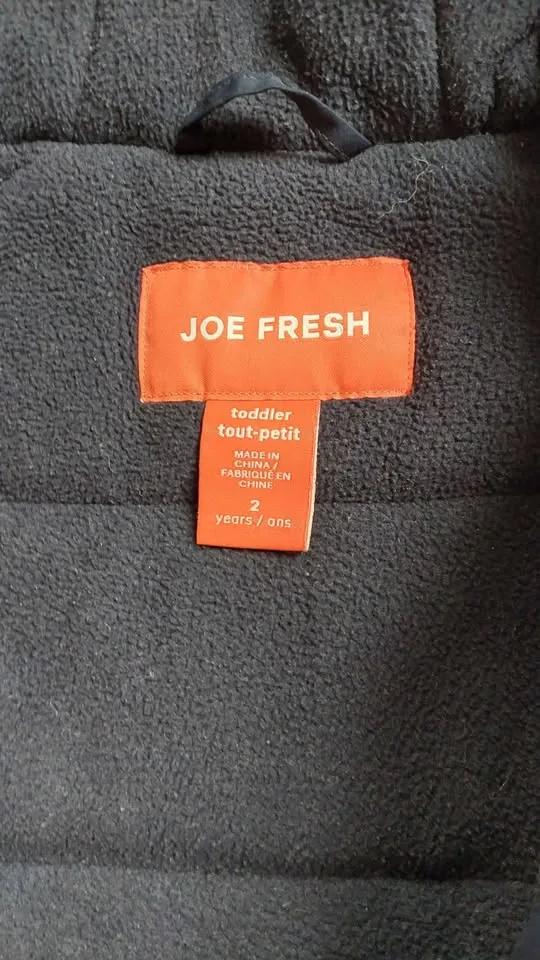 JOE FRESH
toddler
tout-petit
MADE IN
CHINA /
FABRIQUÉ EN
CHINE
2
years / ans